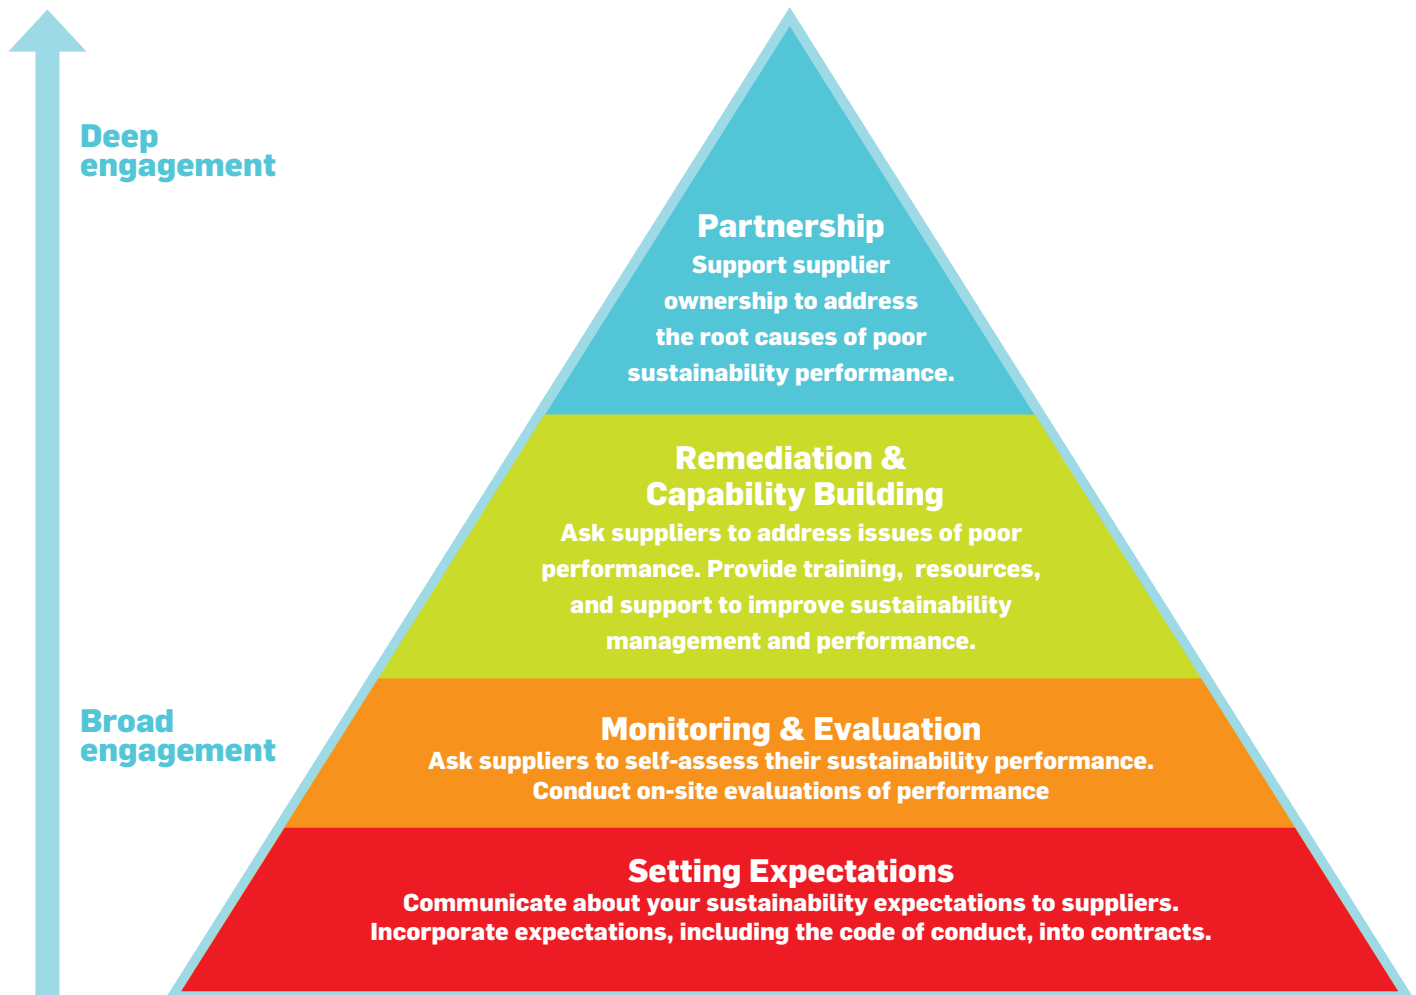 Deep
engagement
Partnership
Support supplier
ownership to address
the root causes of poor
sustainability performance.
Remediation &
Capability Building
Ask suppliers to address issues of poor
performance. Provide training, resources,
and support to improve sustainability
management and performance.
Broad
engagement
Monitoring & Evaluation
Ask suppliers to self-assess their sustainability performance.
Conduct on-site evaluations of performance
Setting Expectations
Communicate about your sustainability expectations to suppliers.
Incorporate expectations, including the code of conduct, into contracts.